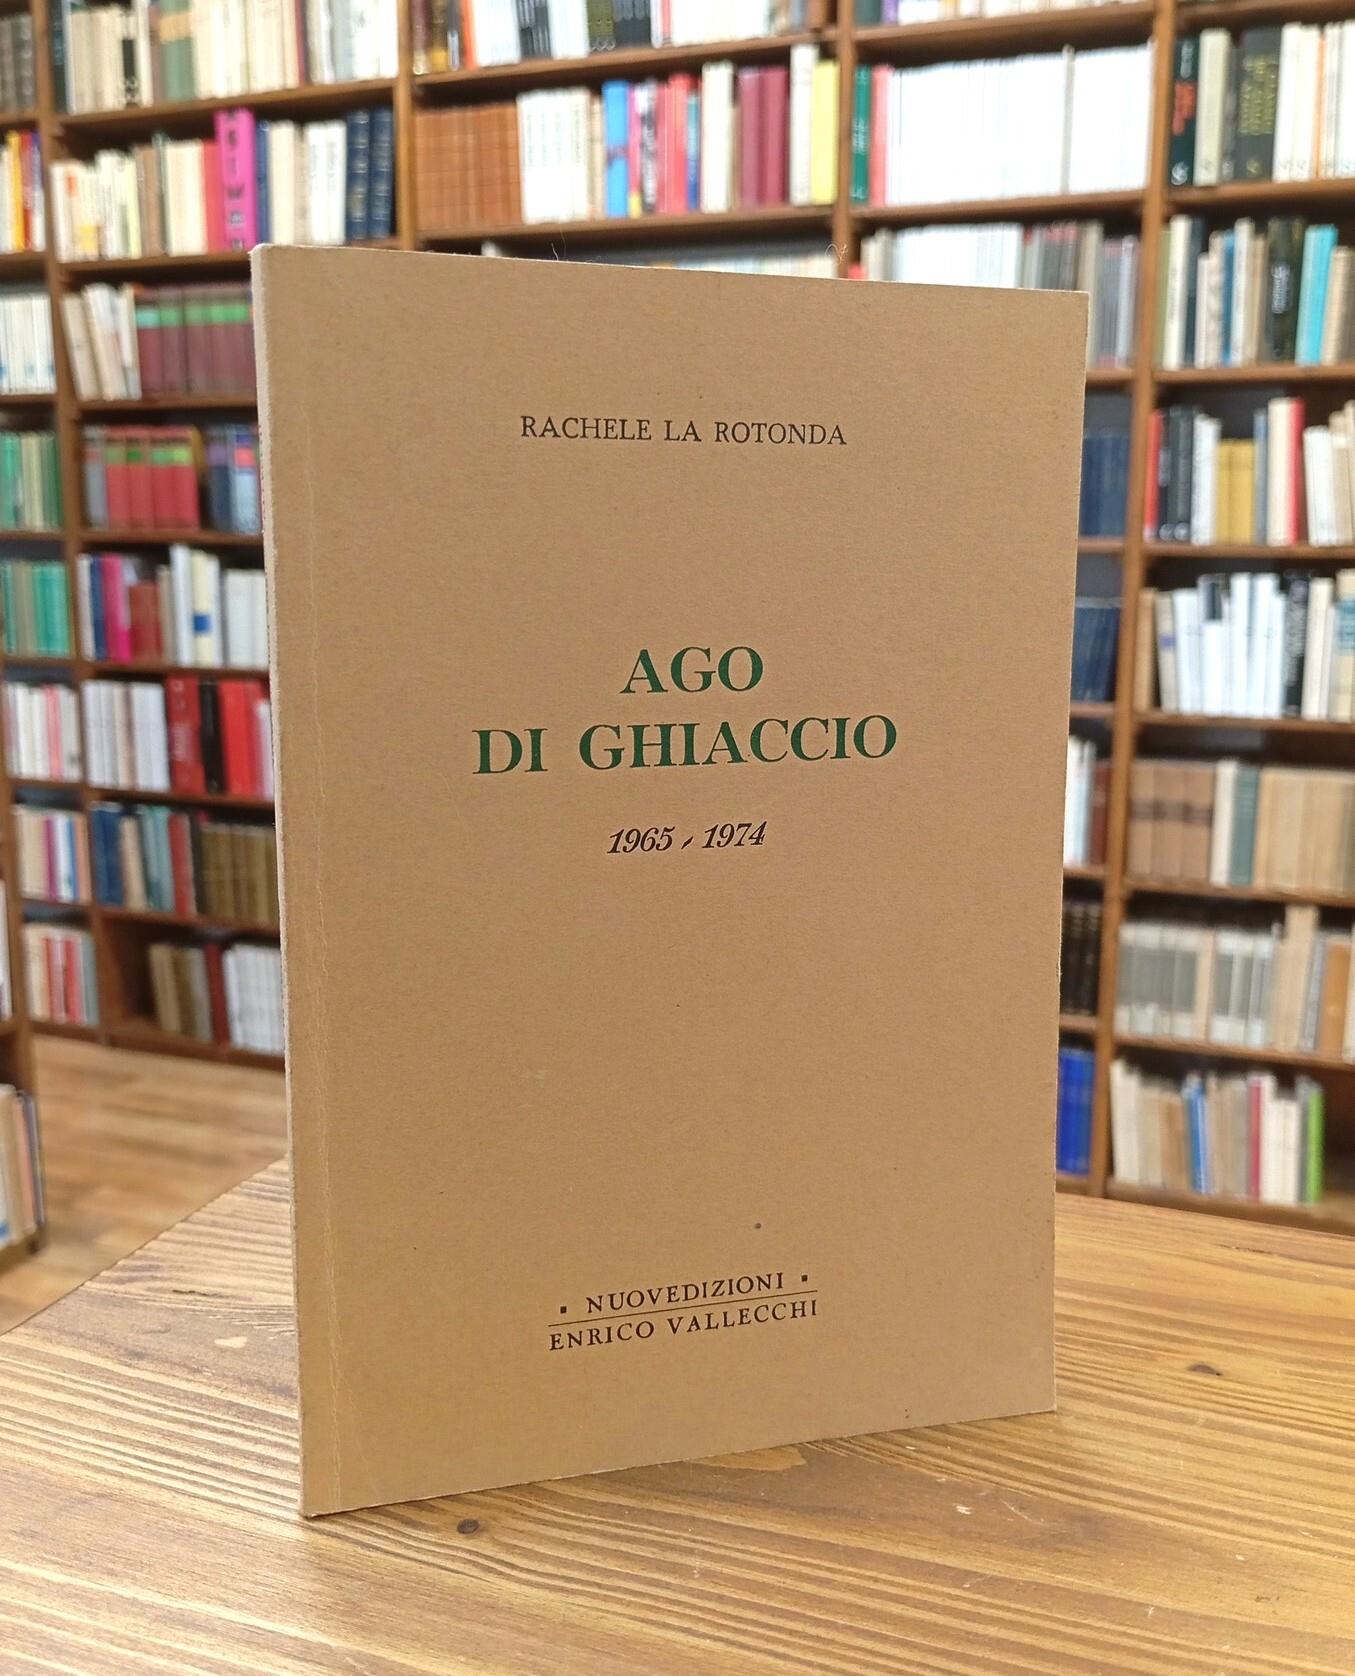 RACHELE LA ROTONDA
AGO
DI GHIACCIO
1965 - 1974
▪ NUOVEDIZIONI ▪
ENRICO VALLECCHI